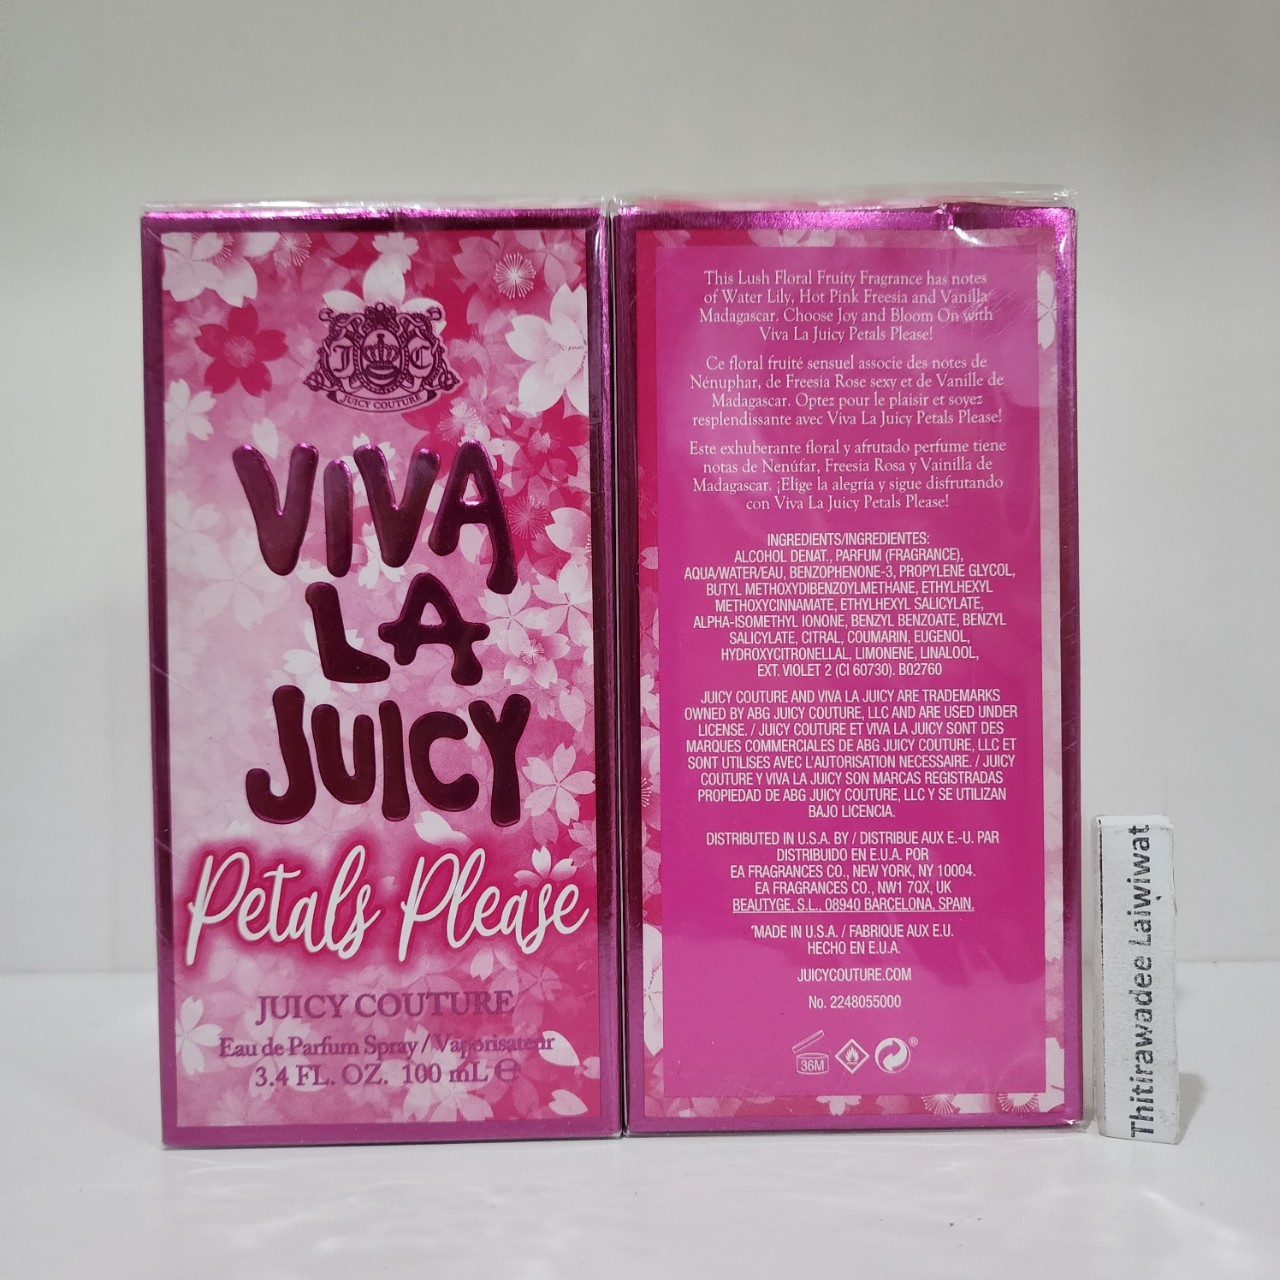 J C
JUICY COUTURE
VIVA
LA
JUICY
Petals Please
JUICY COUTURE
Eau de Parfum Spray / Vaporisateur
3.4 FL. OZ. 100 mL ℮
This Lush Floral Fruity Fragrance has notes
of Water Lily, Hot Pink Freesia and Vanilla
Madagascar. Choose Joy and Bloom On with
Viva La Juicy Petals Please!
Ce floral fruité sensuel associe des notes de
Nénuphar, de Freesia Rose sexy et de Vanille de
Madagascar. Optez pour le plaisir et soyez
resplendissante avec Viva La Juicy Petals Please!
Este exhuberante floral y afrutado perfume tiene
notas de Nenúfar, Freesia Rosa y Vainilla de
Madagascar. ¡Elige la alegría y sigue disfrutando
con Viva La Juicy Petals Please!
INGREDIENTS/INGREDIENTES:
ALCOHOL DENAT., PARFUM (FRAGRANCE),
AQUA/WATER/EAU, BENZOPHENONE-3, PROPYLENE GLYCOL,
BUTYL METHOXYDIBENZOYLMETHANE, ETHYLHEXYL
METHOXYCINNAMATE, ETHYLHEXYL SALICYLATE,
ALPHA-ISOMETHYL IONONE, BENZYL BENZOATE, BENZYL
SALICYLATE, CITRAL, COUMARIN, EUGENOL,
HYDROXYCITRONELLAL, LIMONENE, LINALOOL,
EXT. VIOLET 2 (CI 60730). B02760
JUICY COUTURE AND VIVA LA JUICY ARE TRADEMARKS
OWNED BY ABG JUICY COUTURE, LLC AND ARE USED UNDER
LICENSE. / JUICY COUTURE ET VIVA LA JUICY SONT DES
MARQUES COMMERCIALES DE ABG JUICY COUTURE, LLC ET
SONT UTILISES AVEC L'AUTORISATION NECESSAIRE. / JUICY
COUTURE Y VIVA LA JUICY SON MARCAS REGISTRADAS
PROPIEDAD DE ABG JUICY COUTURE, LLC Y SE UTILIZAN
BAJO LICENCIA.
DISTRIBUTED IN U.S.A. BY / DISTRIBUE AUX E.-U. PAR
DISTRIBUIDO EN E.U.A. POR
EA FRAGRANCES CO., NEW YORK, NY 10004.
EA FRAGRANCES CO., NW1 7QX, UK
BEAUTYGE, S.L., 08940 BARCELONA, SPAIN.
MADE IN U.S.A. / FABRIQUE AUX E.U.
HECHO EN E.U.A.
JUICYCOUTURE.COM
No. 2248055000
36M
®
Thitirawadee Laiwiwat